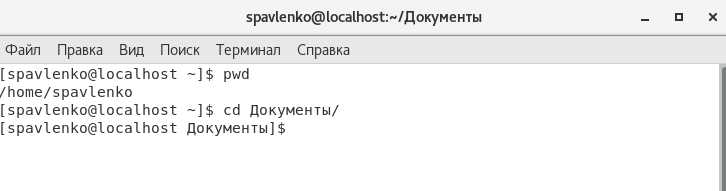 spavlenko@localhost:~/Документы
Файл Правка Вид Поиск Терминал Справка
[spavlenko@localhost ~]$ pwd
/home/spavlenko
[spavlenko@localhost ~]$ cd Документы/
[spavlenko@localhost Документы]$